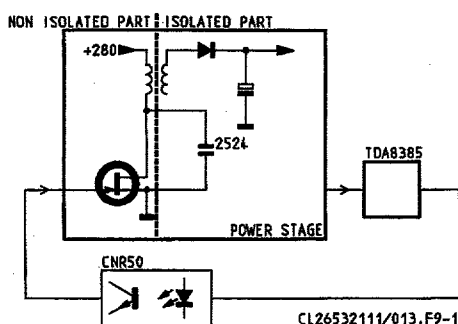 NON ISOLATED PART ISOLATED PART
+280
2524
TDA8385
POWER STAGE
CNR50
CL26532111/013.F9-1